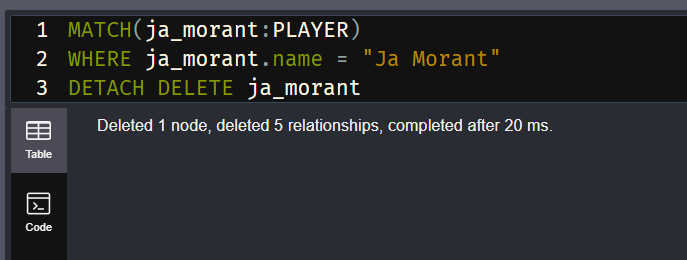 1 MATCH(ja_morant:PLAYER)
2 WHERE ja_morant.name = "Ja Morant"
3 DETACH DELETE ja_morant
Deleted 1 node, deleted 5 relationships, completed after 20 ms.
Table
Code